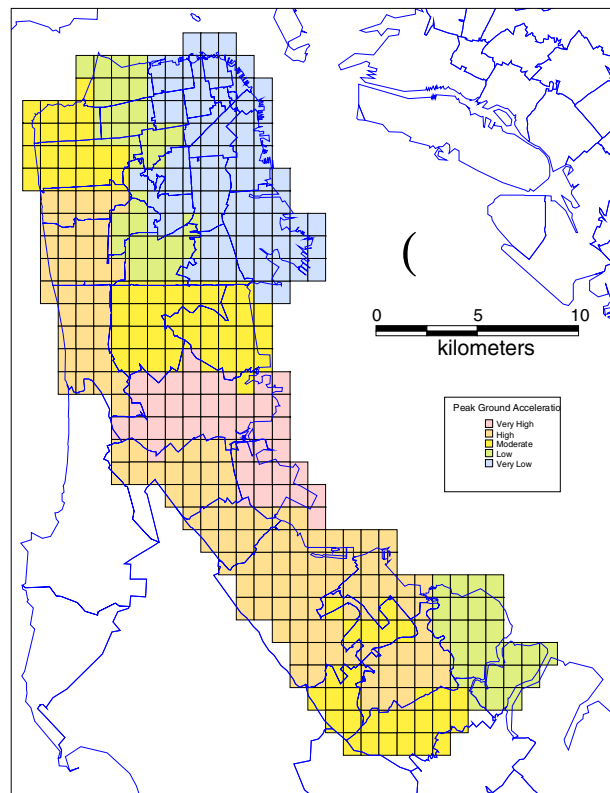 (
0 5 10
kilometers
Peak Ground Acceleratio
Very High
High
Moderate
Low
Very Low